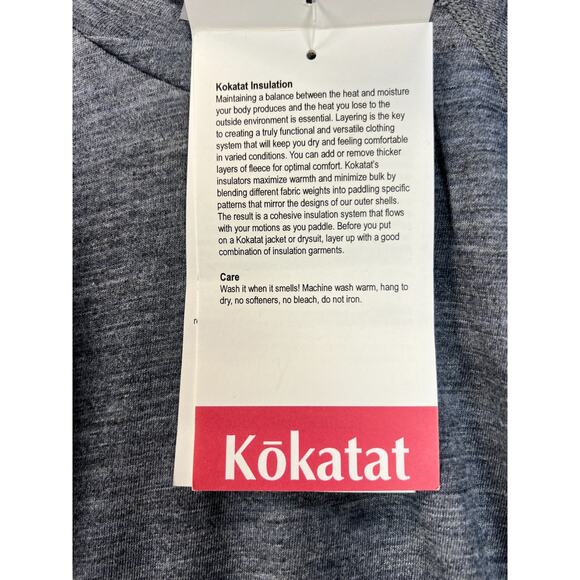 Kokatat Insulation
Maintaining a balance between the heat and moisture
your body produces and the heat you lose to the
outside environment is essential. Layering is the key
to creating a truly functional and versatile clothing
system that will keep you dry and feeling comfortable
in varied conditions. You can add or remove thicker
layers of fleece for optimal comfort. Kokatat's
insulators maximize warmth and minimize bulk by
blending different fabric weights into paddling specific
patterns that mirror the designs of our outer shells.
The result is a cohesive insulation system that flows
with your motions as you paddle. Before you put
on a Kokatat jacket or drysuit, layer up with a good
combination of insulation garments.
Care
Wash it when it smells! Machine wash warm, hang to
dry, no softeners, no bleach, do not iron.
Kōkatat